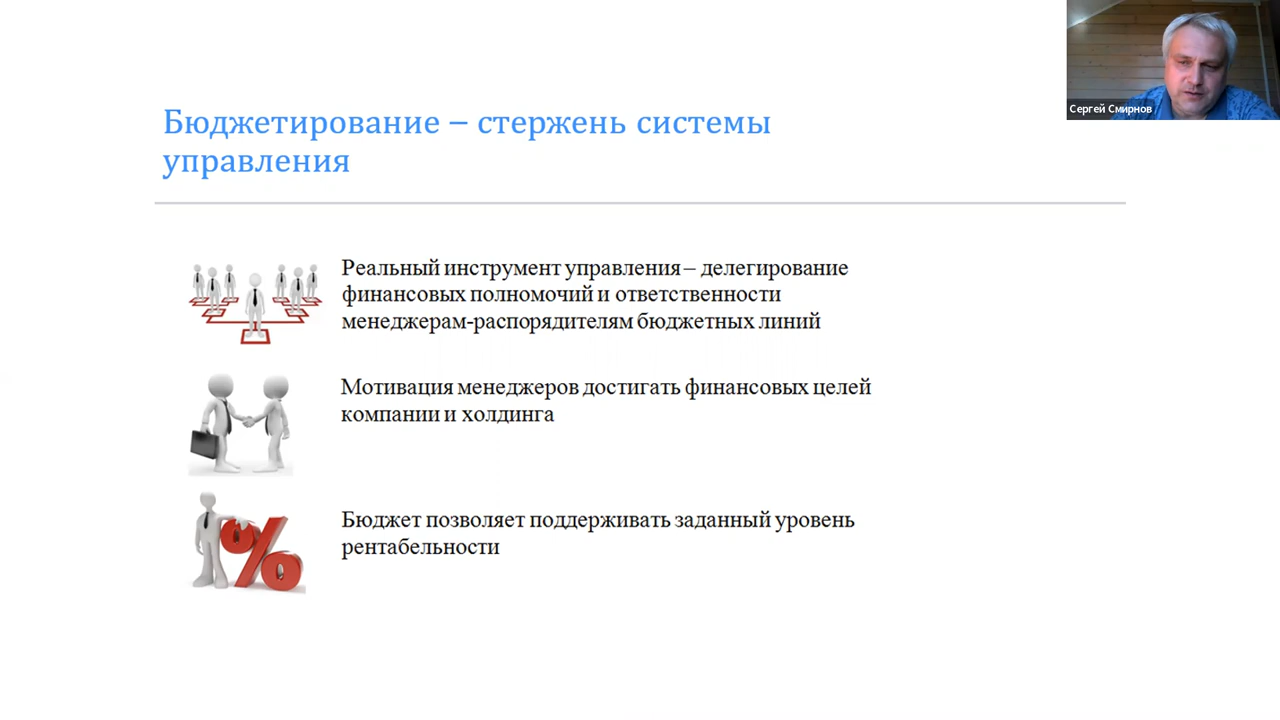 Сергей Смирнов
Бюджетирование – стержень системы
управления
Реальный инструмент управления – делегирование
финансовых полномочий и ответственности
менеджерам-распорядителям бюджетных линий
Мотивация менеджеров достигать финансовых целей
компании и холдинга
Бюджет позволяет поддерживать заданный уровень
рентабельности